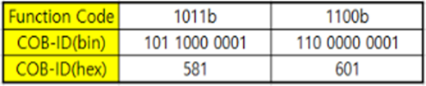 Function Code 1011b 1100b
COB-ID(bin) 101 1000 0001 110 0000 0001
COB-ID(hex) 581 601